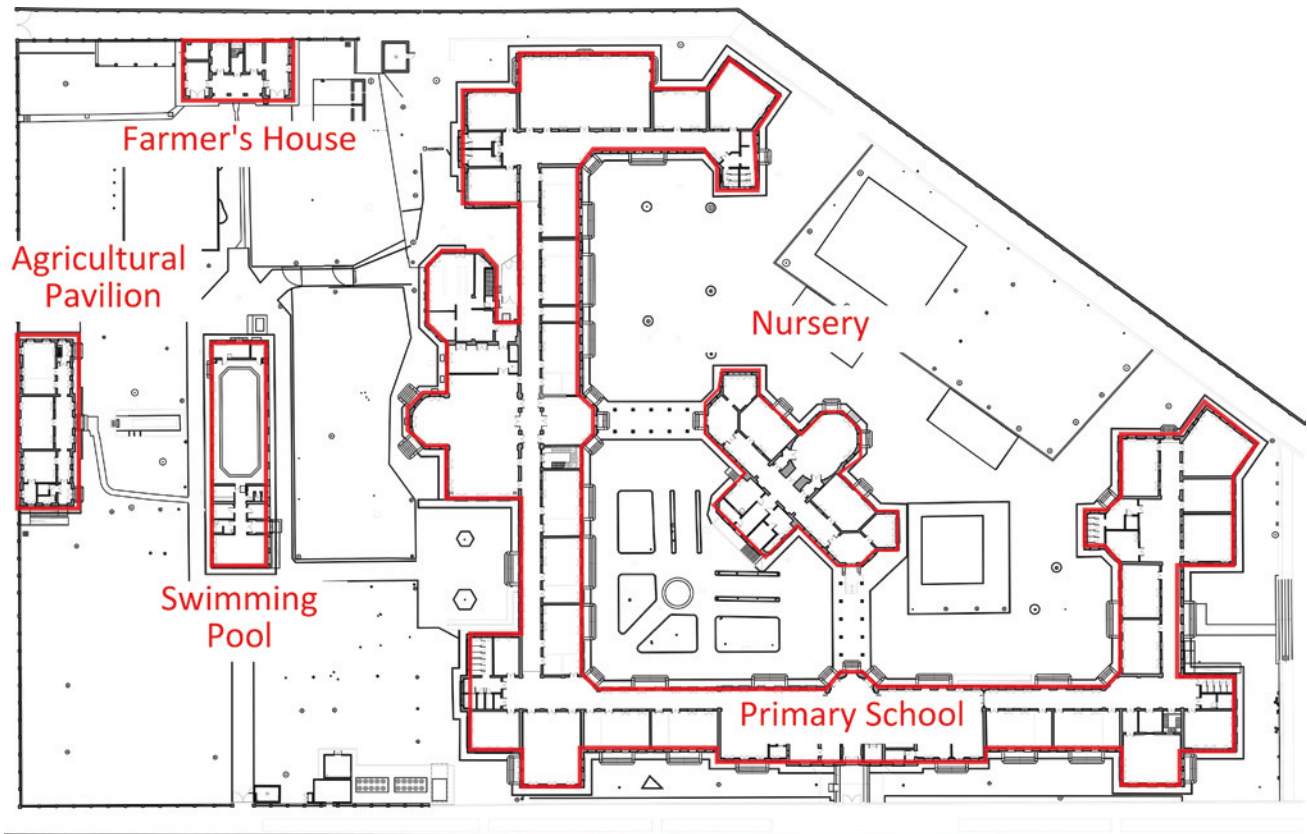 Farmer's House
Agricultural
Pavilion
Nursery
Swimming
Pool
Primary School